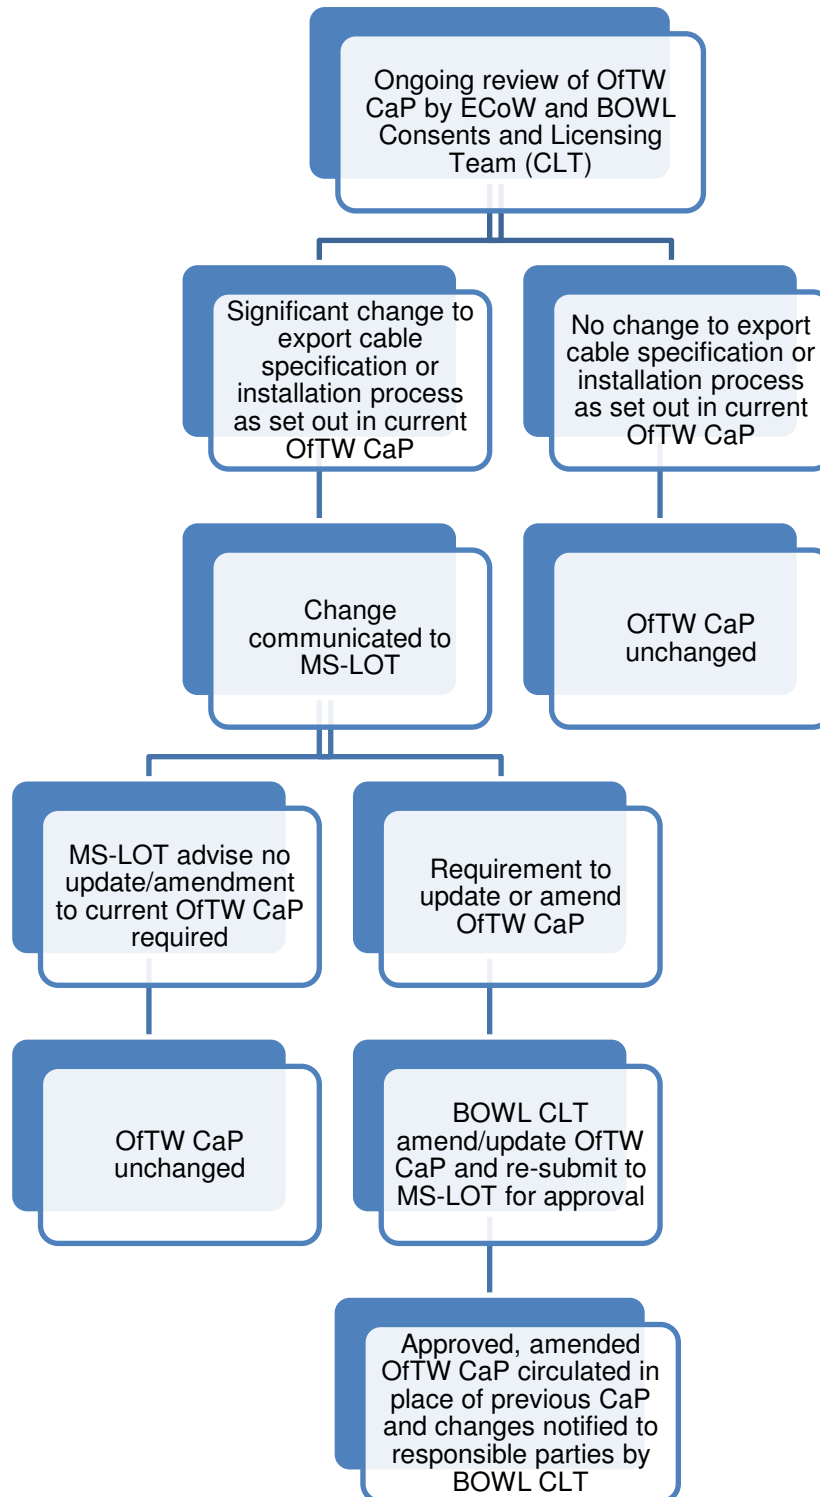 Ongoing review of OfTW
CaP by ECoW and BOWL
Consents and Licensing
Team (CLT)
Significant change to
export cable
specification or
installation process
as set out in current
OfTW CaP
No change to export
cable specification or
installation process
as set out in current
OfTW CaP
Change
communicated to
MS-LOT
OfTW CaP
unchanged
MS-LOT advise no
update/amendment
to current OfTW CaP
required
Requirement to
update or amend
OfTW CaP
OfTW CaP
unchanged
BOWL CLT
amend/update OfTW
CaP and re-submit to
MS-LOT for approval
Approved, amended
OfTW CaP circulated in
place of previous CaP
and changes notified to
responsible parties by
BOWL CLT